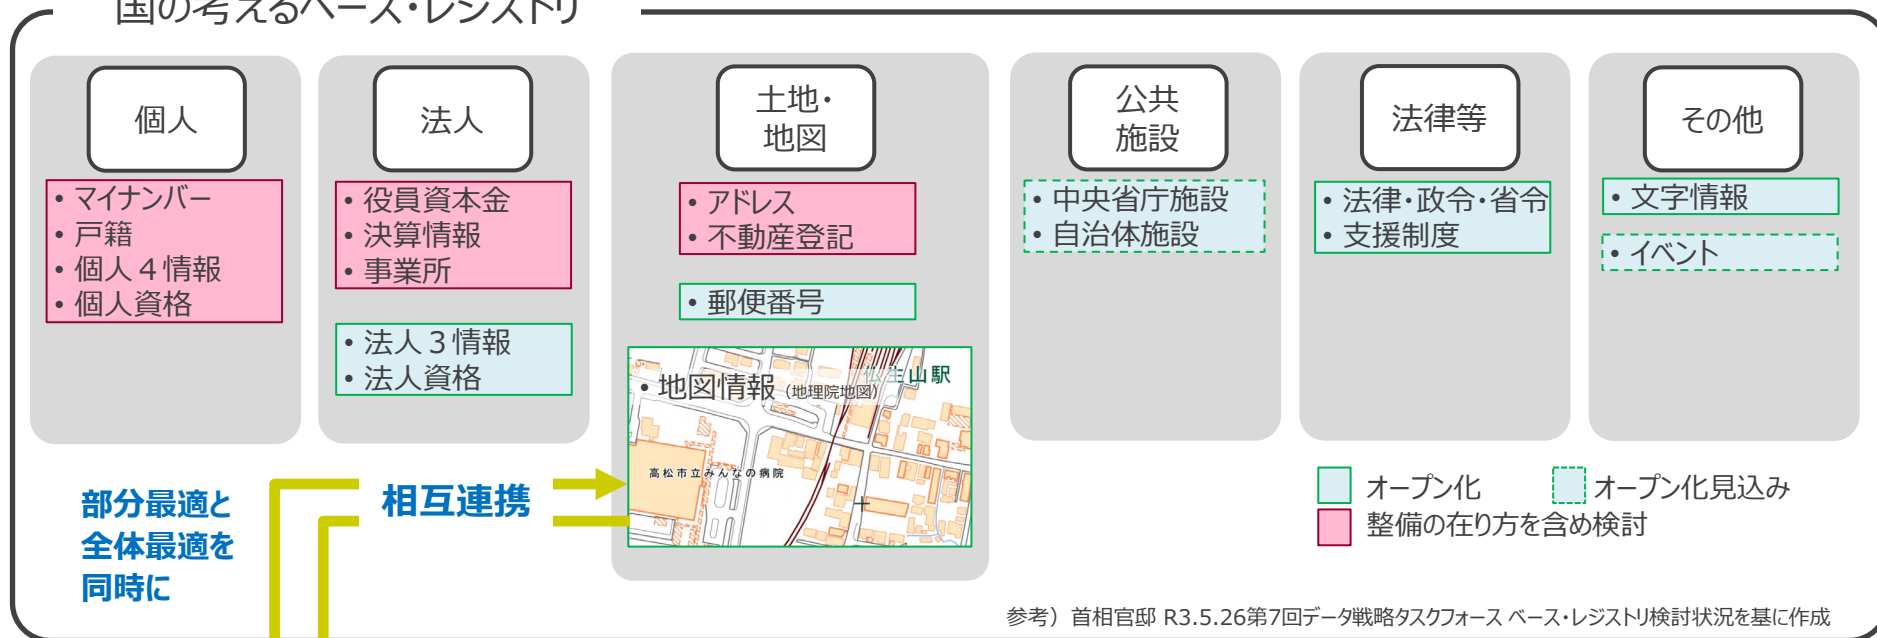 国の考えるベース・レジストリ
個人
• マイナンバー
• 戸籍
• 個人４情報
• 個人資格
法人
• 役員資本金
• 決算情報
• 事業所
• 法人３情報
• 法人資格
土地・
地図
• アドレス
• 不動産登記
• 郵便番号
• 地図情報（地理院地図）
仏生山駅
高松市立みんなの病院
公共
施設
• 中央省庁施設
• 自治体施設
法律等
• 法律・政令・省令
• 支援制度
その他
• 文字情報
• イベント
部分最適と
全体最適を
同時に
相互連携
オープン化
オープン化見込み
整備の在り方を含め検討
参考）首相官邸 R3.5.26第7回データ戦略タスクフォース ベース・レジストリ検討状況を基に作成